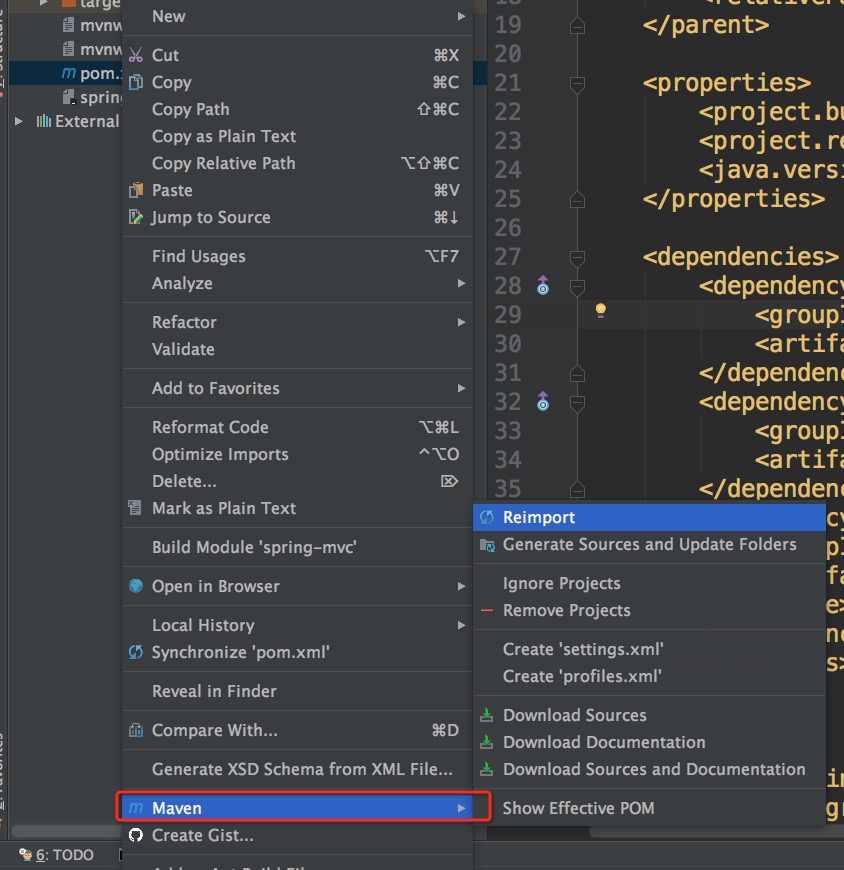 targe
mvnw
mvnw
pom.
spring
External
New
Cut ⌘X
Copy ⌘C
Copy Path ⇧⌘C
Copy as Plain Text
Copy Relative Path ⌥⇧⌘C
Paste ⌘V
Jump to Source ⌘↓
Find Usages ⌥F7
Analyze
Refactor
Validate
Add to Favorites
Reformat Code ⌥⌘L
Optimize Imports ^⌥O
Delete... ⌦
Mark as Plain Text
Build Module 'spring-mvc'
Open in Browser
Local History
Synchronize 'pom.xml'
Reveal in Finder
Compare With... ⌘D
Generate XSD Schema from XML File...
Maven
Create Gist...
Reimport
Generate Sources and Update Folders
Ignore Projects
Remove Projects
Create 'settings.xml'
Create 'profiles.xml'
Download Sources
Download Documentation
Download Sources and Documentation
Show Effective POM
19 </parent>
20
21 <properties>
22 <project.bu
23 <project.re
24 <java.versi
25 </properties>
26
27 <dependencies>
28 <dependency
29 <groupI
30 <artifa
31 </dependenc
32 <dependency
33 <groupI
34 <artifa
35 </dependenc
6: TODO